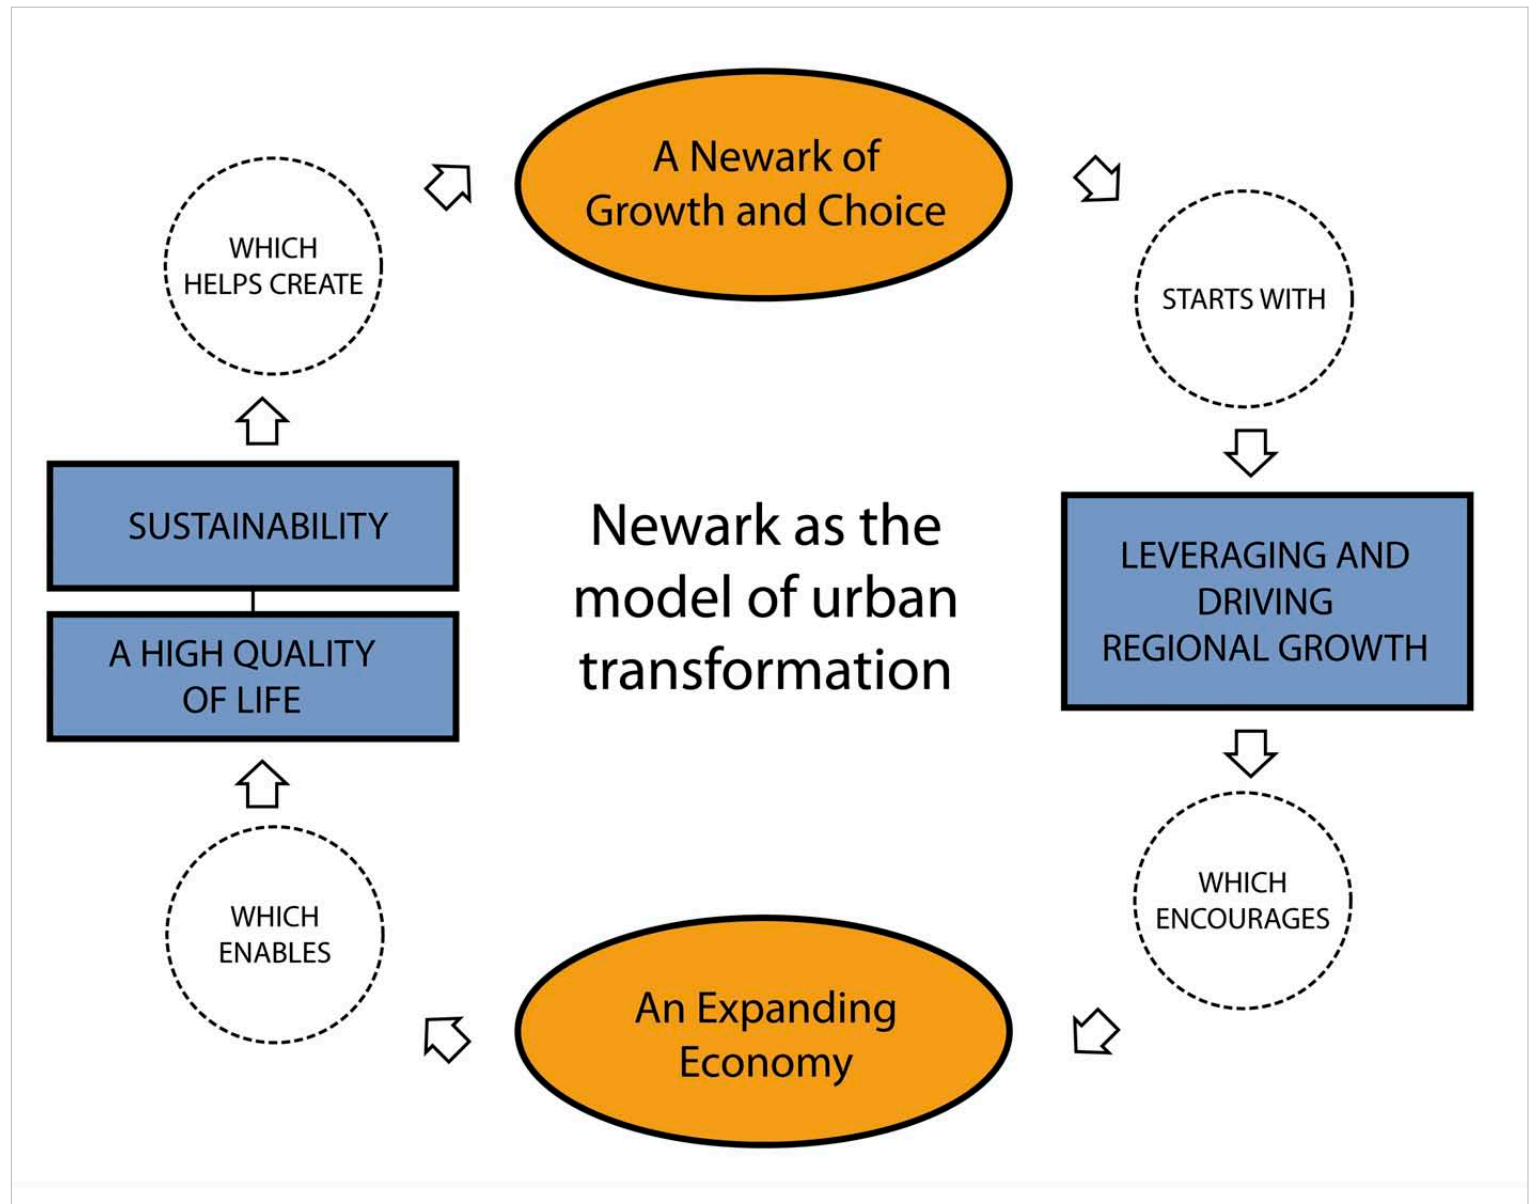 A Newark of
Growth and Choice
STARTS WITH
LEVERAGING AND
DRIVING
REGIONAL GROWTH
WHICH
ENCOURAGES
An Expanding
Economy
WHICH
ENABLES
A HIGH QUALITY
OF LIFE
SUSTAINABILITY
WHICH
HELPS CREATE
Newark as the
model of urban
transformation